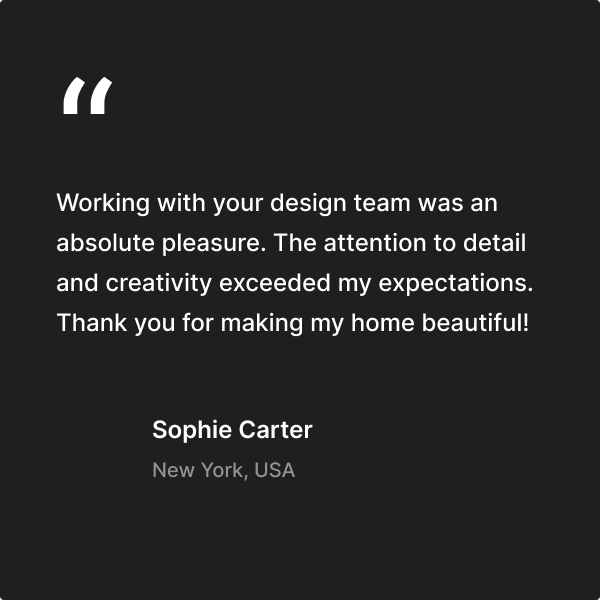 “
Working with your design team was an
absolute pleasure. The attention to detail
and creativity exceeded my expectations.
Thank you for making my home beautiful!
Sophie Carter
New York, USA